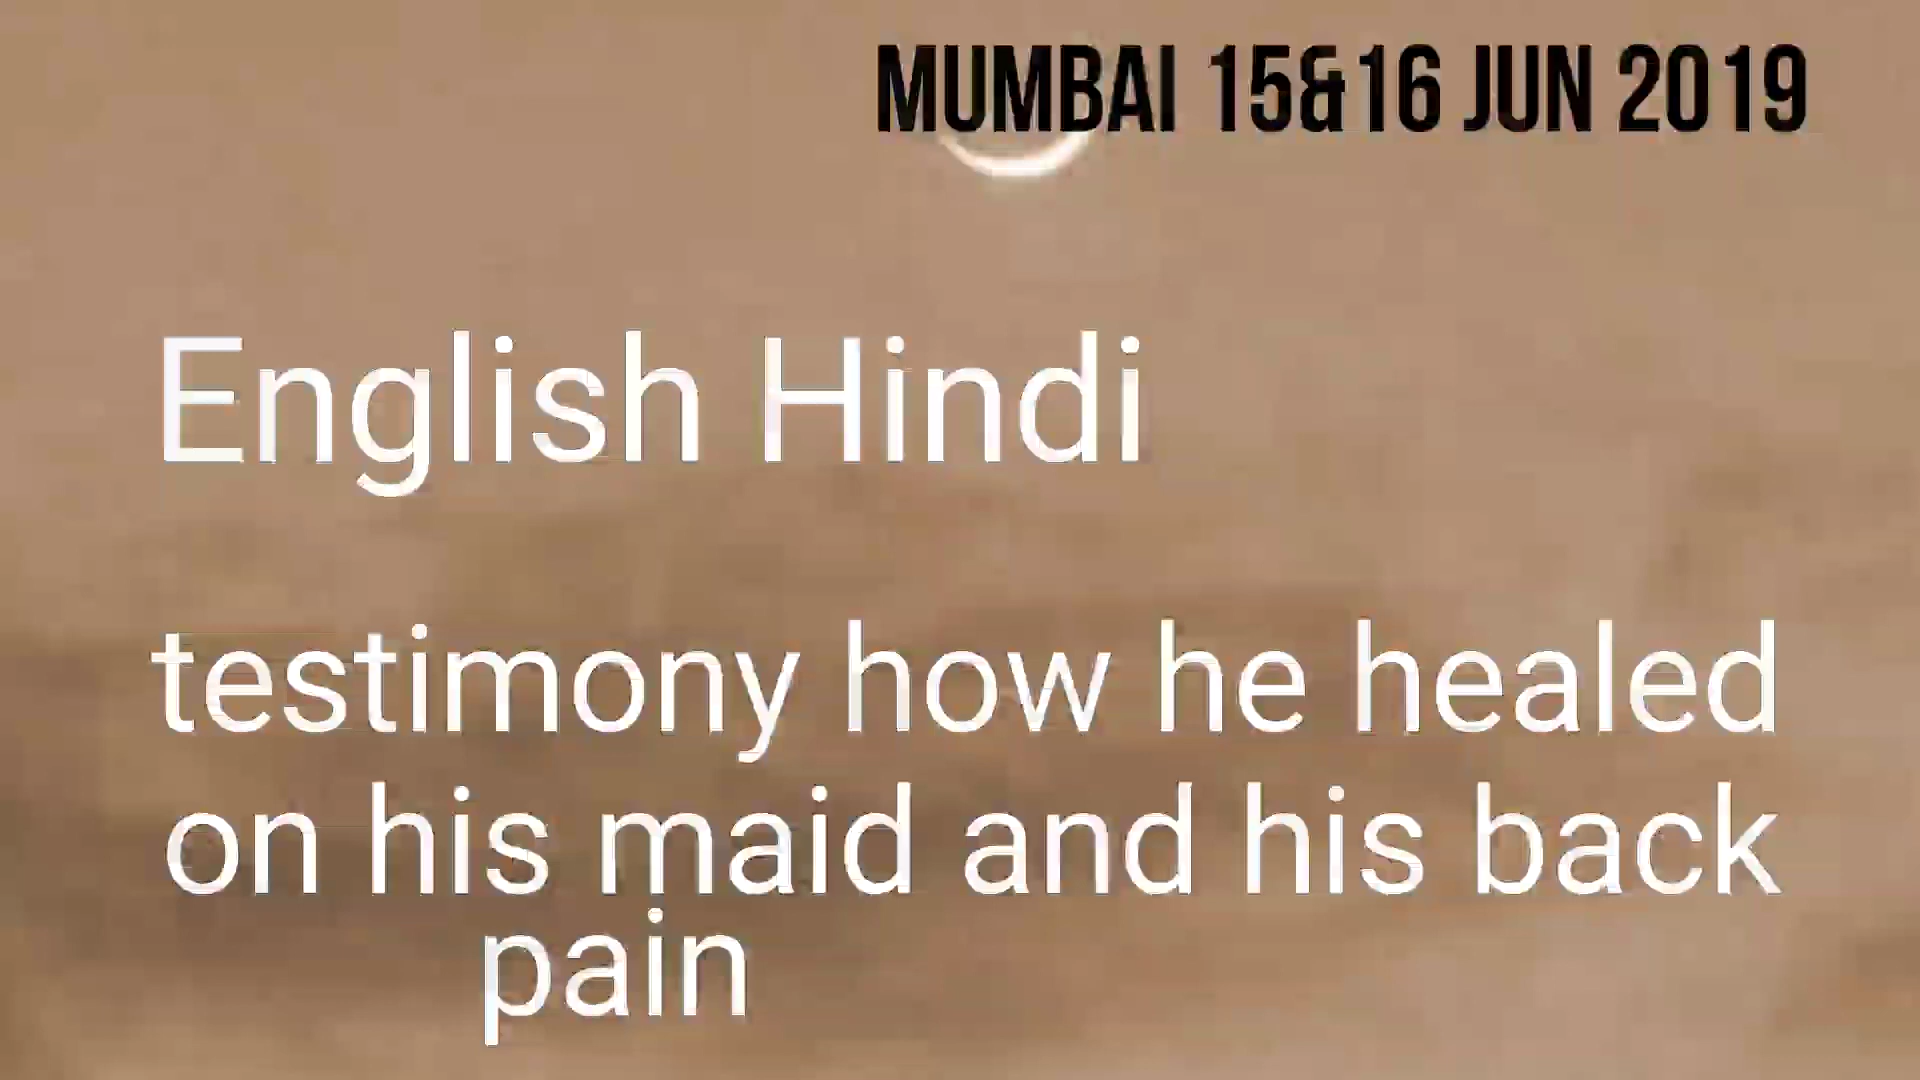 MUMBAI 15&16 JUN 2019
English Hindi
testimony how he healed
on his maid and his back
pain